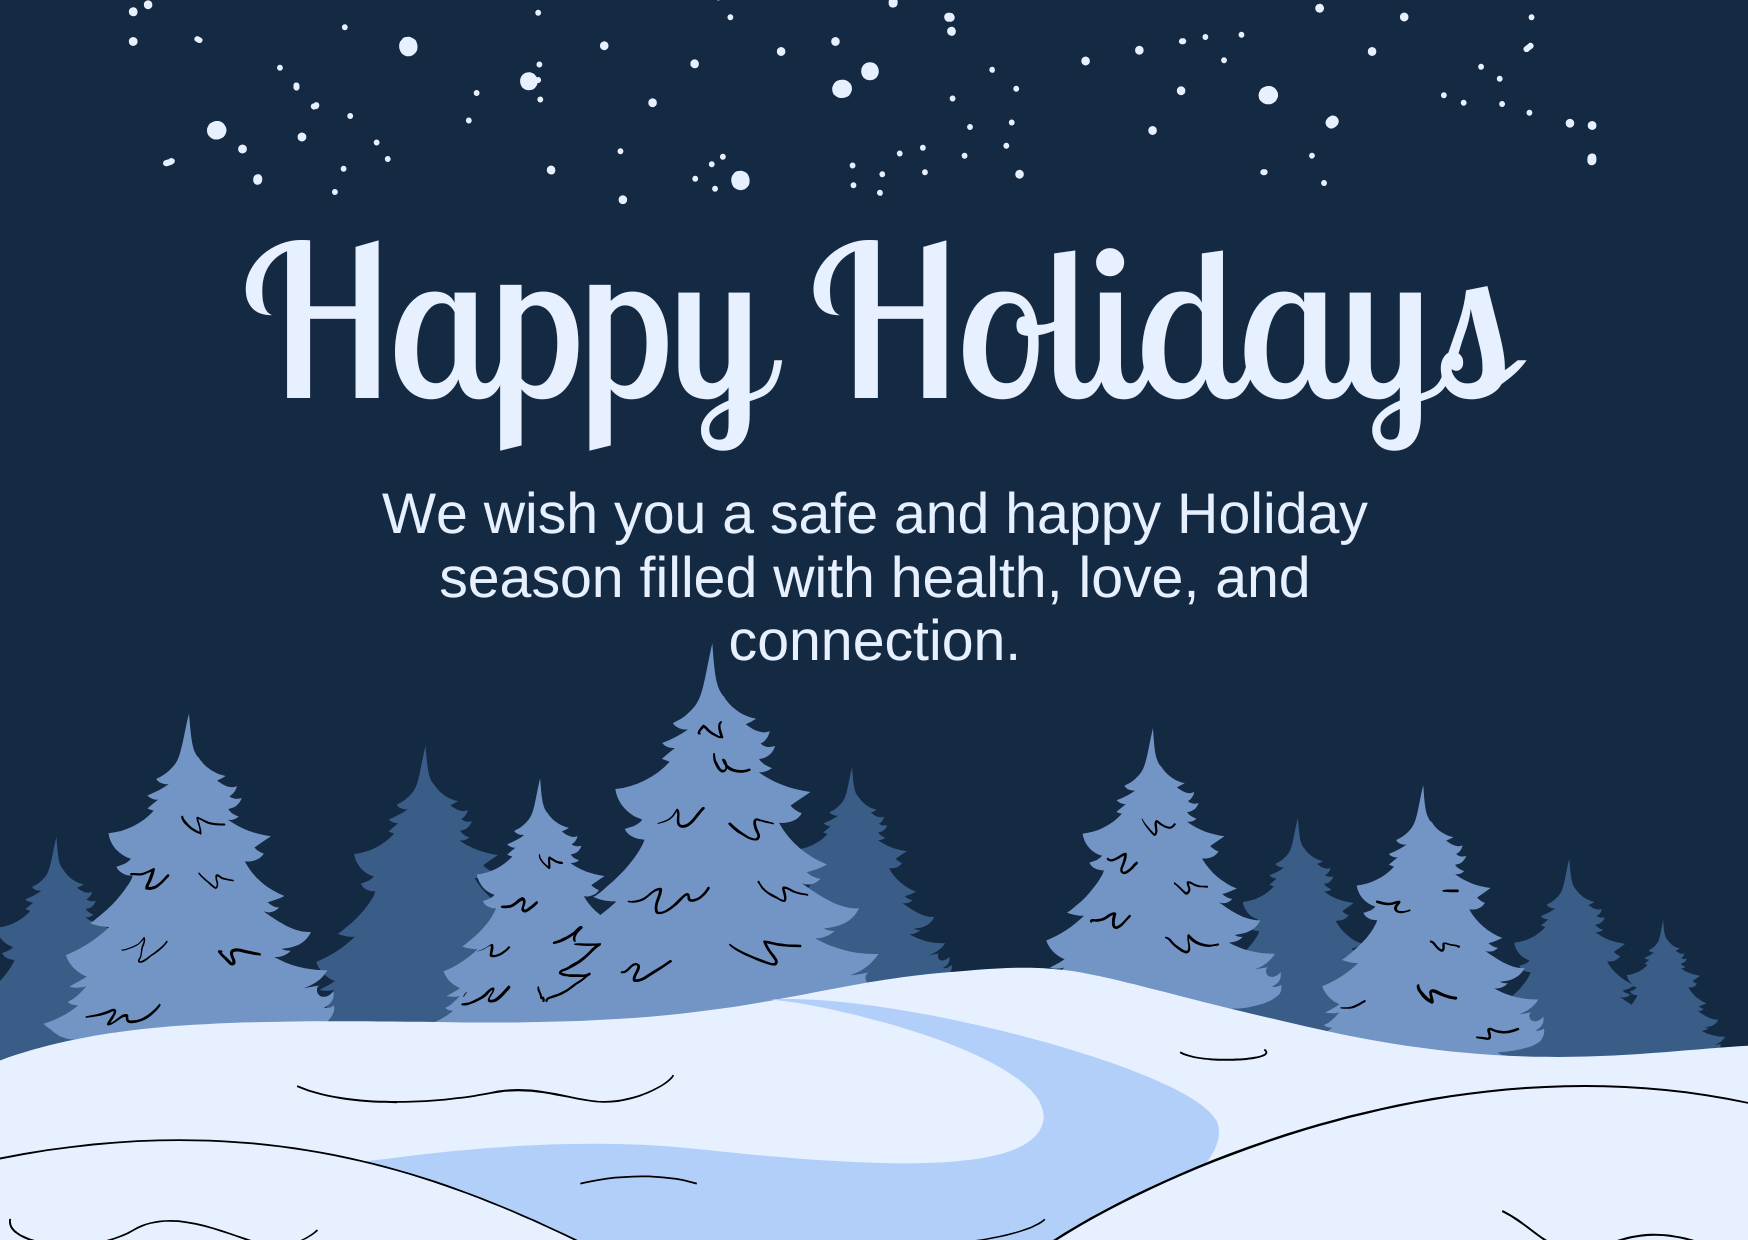 Happy Holidays
We wish you a safe and happy Holiday
season filled with health, love, and
connection.